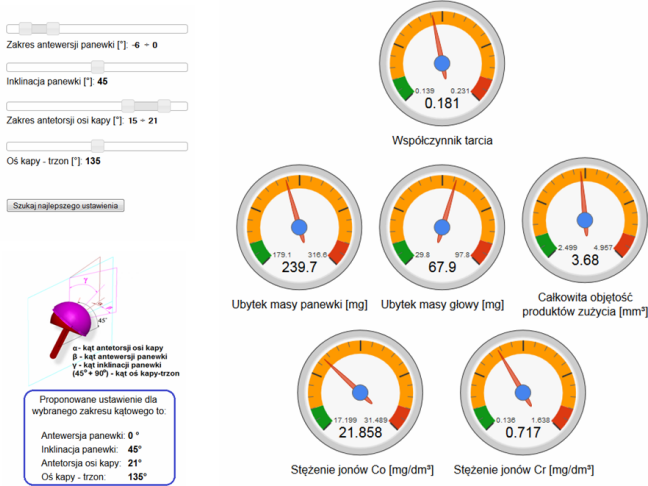 Zakres antewersji panewki [°]: -6 ÷ 0
Inklinacja panewki [°]: 45
Zakres antetorsji osi kapy [°]: 15 ÷ 21
Oś kapy - trzon [°]: 135
Szukaj najlepszego ustawienia
γ
45°
α - kąt antetorsji osi kapy
β - kąt antewersji panewki
γ - kąt inklinacji panewki
(45° + 90°) - kąt oś kapy-trzon
Proponowane ustawienie dla
wybranego zakresu kątowego to:
Antewersja panewki: 0 °
Inklinacja panewki: 45°
Antetorsja osi kapy: 21°
Oś kapy - trzon: 135°
0.139 0.231
0.181
Współczynnik tarcia
179.1 316.6
239.7
Ubytek masy panewki [mg]
29.8 97.8
67.9
Ubytek masy głowy [mg]
2.499 4.957
3.68
Całkowita objętość
produktów zużycia [mm³]
17.199 31.489
21.858
Stężenie jonów Co [mg/dm³]
0.136 1.638
0.717
Stężenie jonów Cr [mg/dm³]